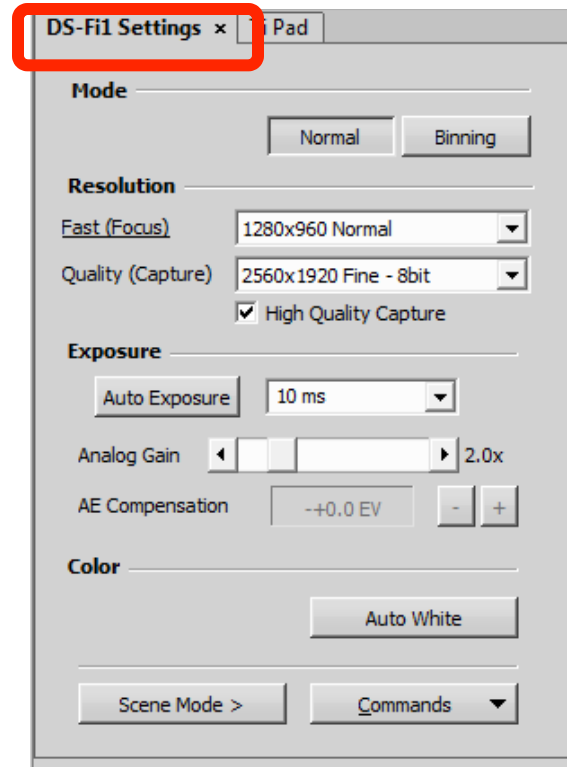 DS-Fi1 Settings × Ti Pad
Mode
Normal Binning
Resolution
Fast (Focus) 1280x960 Normal
Quality (Capture) 2560x1920 Fine - 8bit
High Quality Capture
Exposure
Auto Exposure 10 ms
Analog Gain 2.0x
AE Compensation -+0.0 EV - +
Color
Auto White
Scene Mode > Commands